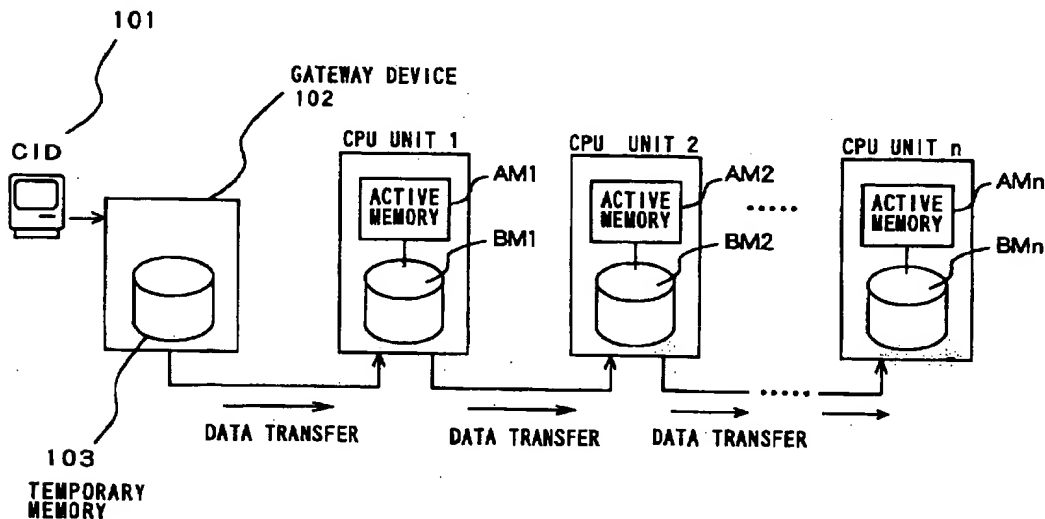 101
GATEWAY DEVICE
102
CID
CPU UNIT 1
ACTIVE
MEMORY
AM1
BM1
CPU UNIT 2
ACTIVE
MEMORY
AM2
BM2
CPU UNIT n
ACTIVE
MEMORY
AMn
BMn
DATA TRANSFER
DATA TRANSFER
DATA TRANSFER
103
TEMPORARY
MEMORY